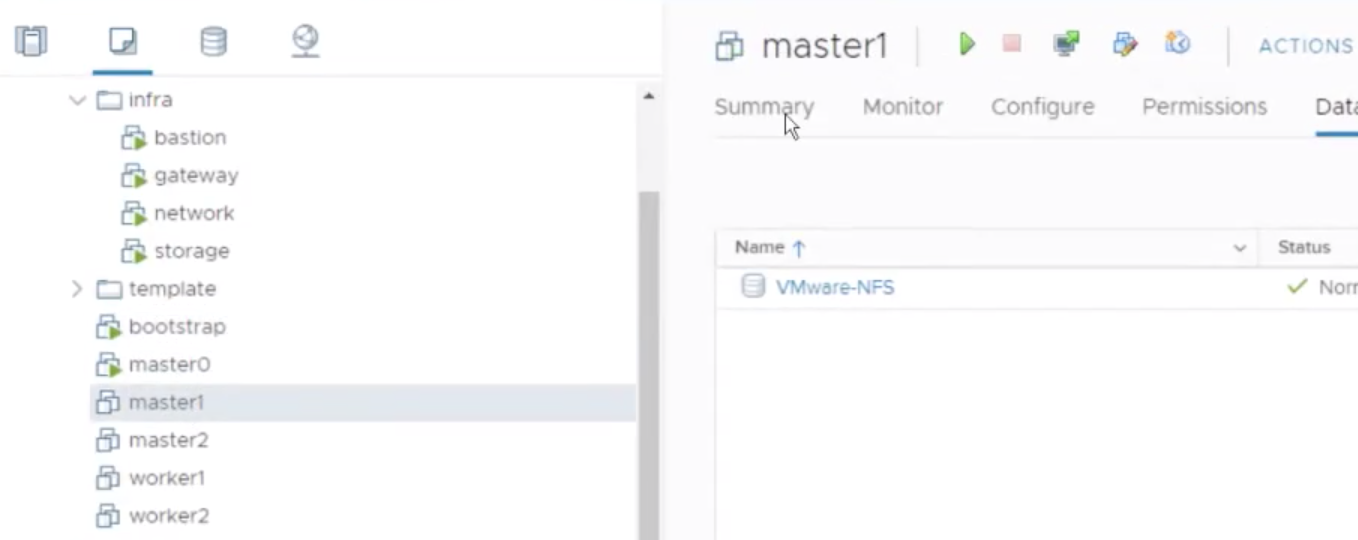 infra
bastion
gateway
network
storage
template
bootstrap
master0
master1
master2
worker1
worker2
master1
ACTIONS
Summary Monitor Configure Permissions Data
Name Status
VMware-NFS Norr